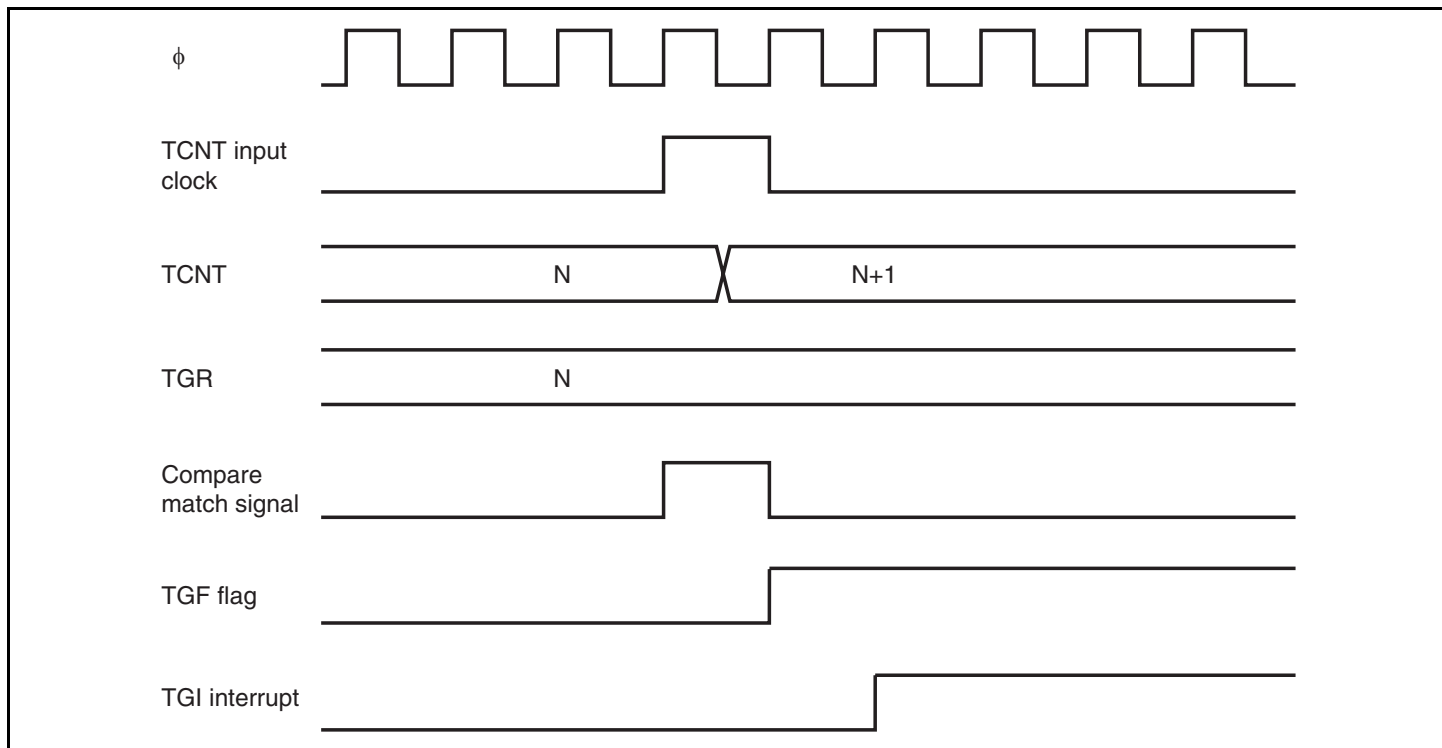 ϕ
TCNT input
clock
TCNT
N
N+1
TGR
N
Compare
match signal
TGF flag
TGI interrupt